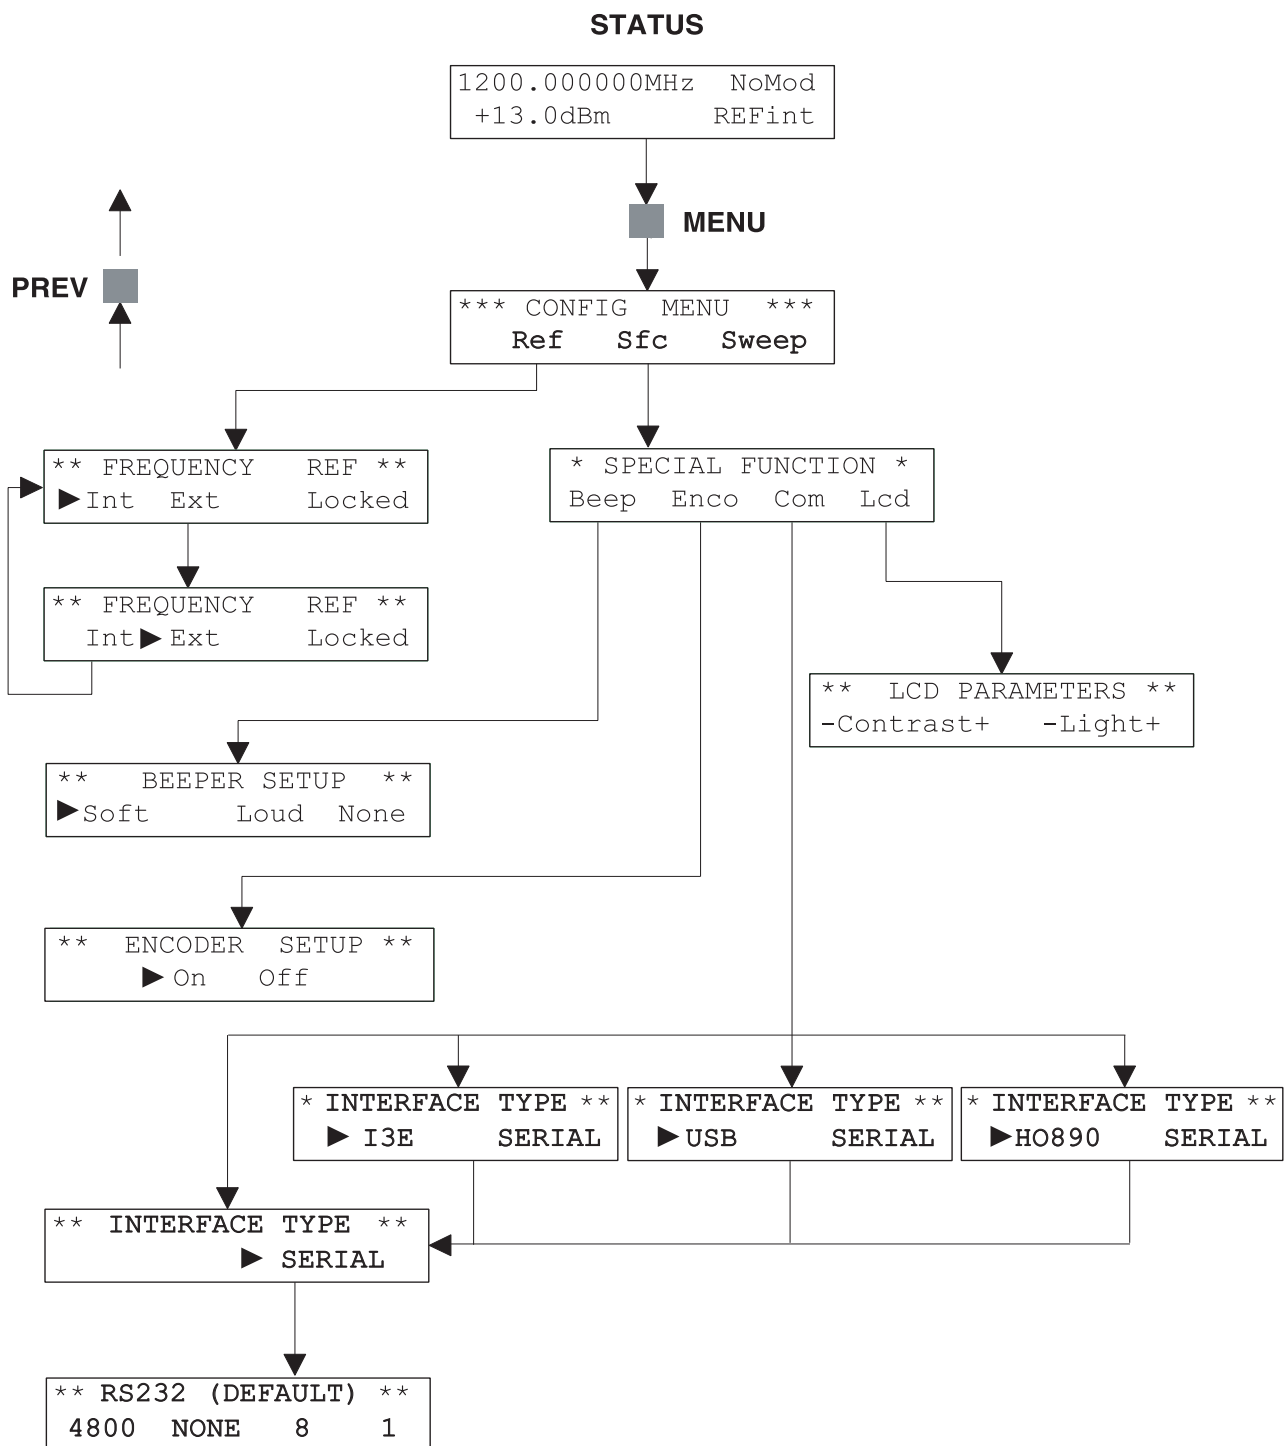 STATUS
1200.000000MHz NoMod
+13.0dBm REFint
MENU
PREV
*** CONFIG MENU ***
Ref Sfc Sweep
** FREQUENCY REF **
▶Int Ext Locked
* SPECIAL FUNCTION *
Beep Enco Com Lcd
** FREQUENCY REF **
Int▶Ext Locked
** LCD PARAMETERS **
-Contrast+ -Light+
** BEEPER SETUP **
▶Soft Loud None
** ENCODER SETUP **
▶On Off
* INTERFACE TYPE **
▶ I3E SERIAL
* INTERFACE TYPE **
▶USB SERIAL
* INTERFACE TYPE **
▶HO890 SERIAL
** INTERFACE TYPE **
▶ SERIAL
** RS232 (DEFAULT) **
4800 NONE 8 1